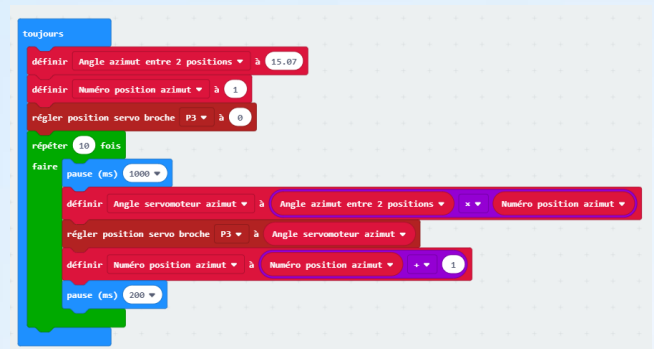 toujours
définir Angle azimut entre 2 positions à 15.07
définir Numéro position azimut à 1
régler position servo broche P3 à 0
répéter 10 fois
faire
pause (ms) 1000
définir Angle servomoteur azimut à Angle azimut entre 2 positions × Numéro position azimut
régler position servo broche P3 à Angle servomoteur azimut
définir Numéro position azimut à Numéro position azimut + 1
pause (ms) 200